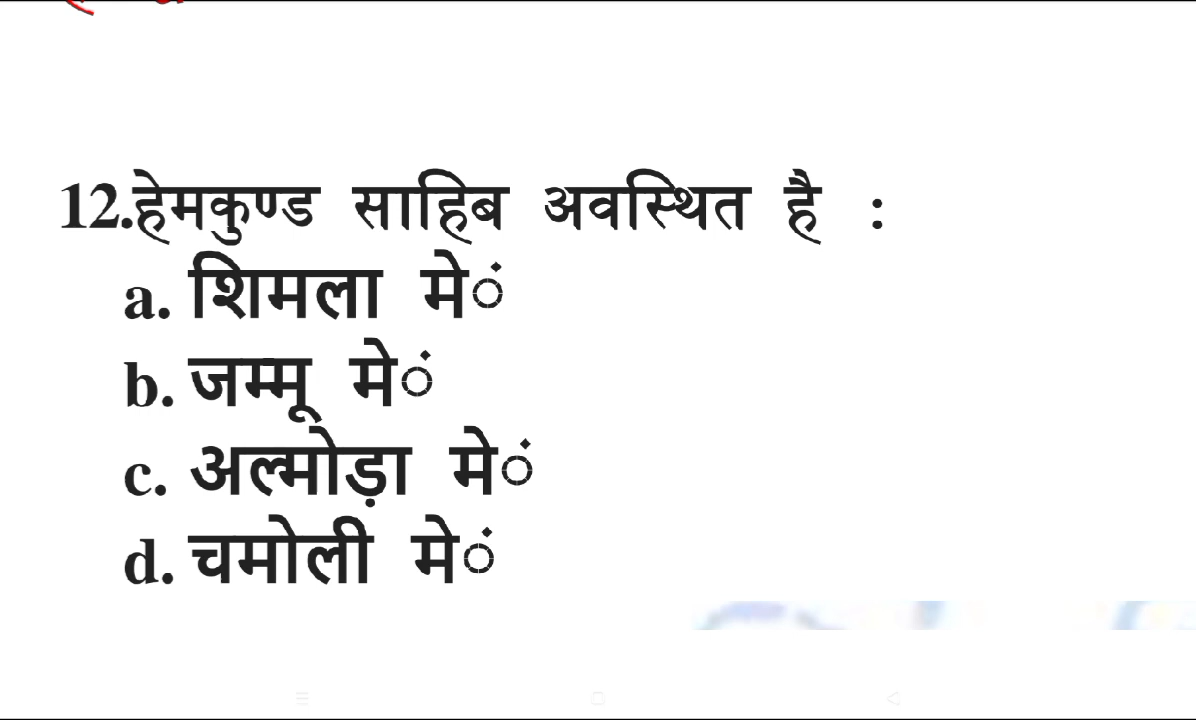 12.हेमकुण्ड साहिब अवस्थित है :
a. शिमला में
b. जम्मू में
c. अल्मोड़ा में
d. चमोली में